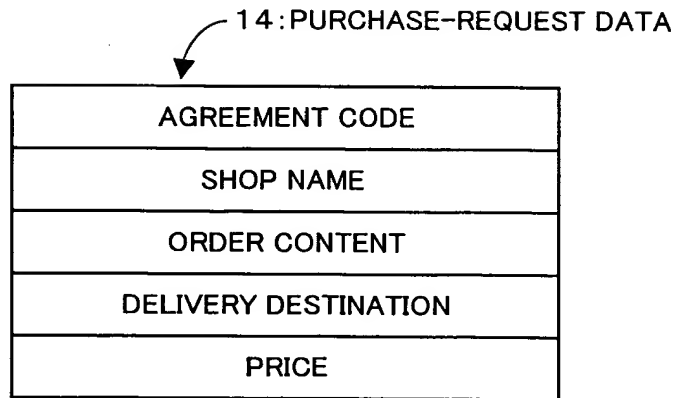 14:PURCHASE-REQUEST DATA
AGREEMENT CODE
SHOP NAME
ORDER CONTENT
DELIVERY DESTINATION
PRICE